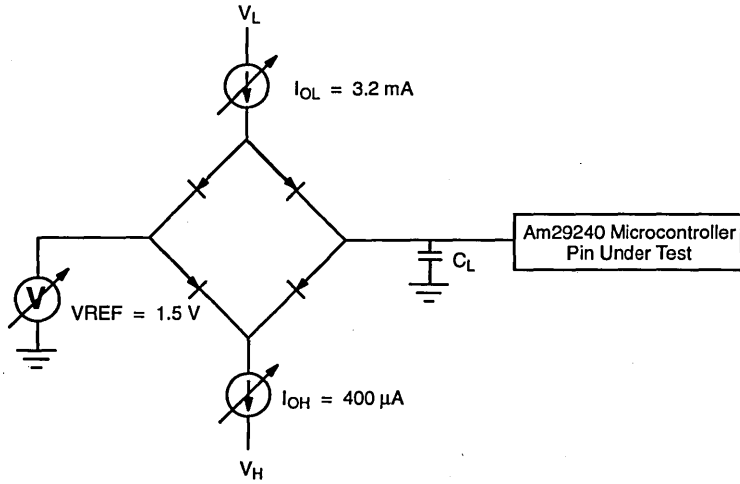 V_L
I_OL = 3.2 mA
Am29240 Microcontroller
Pin Under Test
C_L
V
VREF = 1.5 V
I_OH = 400 μA
V_H